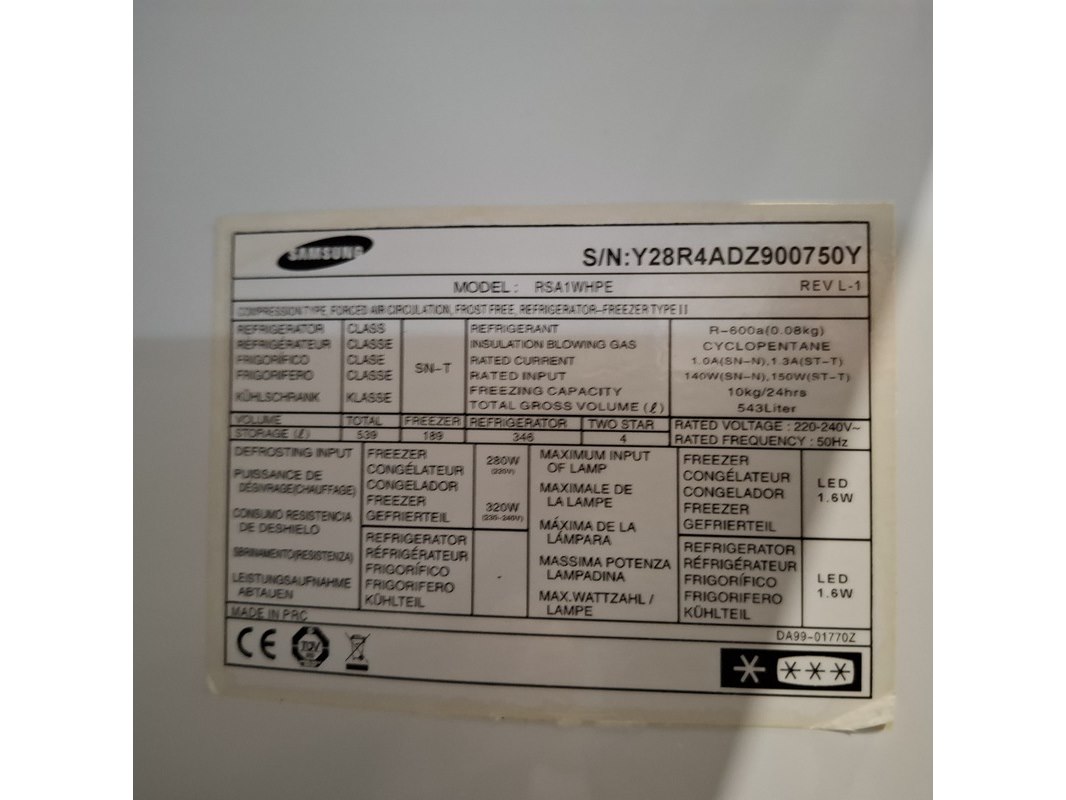 SAMSUNG
S/N:Y28R4ADZ900750Y
MODEL : RSA1WHPE REV L-1
COMPRESSION TYPE, FORCED AIR CIRCULATION, FROST FREE, REFRIGERATOR-FREEZER TYPE II
REFRIGERATOR CLASS
REFRIGERATEUR CLASSE
FRIGORIFICO CLASE
FRIGORIFERO CLASSE
KÜHLSCHRANK KLASSE
SN-T
REFRIGERANT R-600a(0.08kg)
INSULATION BLOWING GAS CYCLOPENTANE
RATED CURRENT 1.0A(SN-N),1.3A(ST-T)
RATED INPUT 140W(SN-N),150W(ST-T)
FREEZING CAPACITY 10kg/24hrs
TOTAL GROSS VOLUME (ℓ) 543Liter
VOLUME TOTAL FREEZER REFRIGERATOR TWO STAR RATED VOLTAGE : 220-240V~
STORAGE (ℓ) 539 189 346 4 RATED FREQUENCY : 50Hz
DEFROSTING INPUT
PUISSANCE DE
DÉSIVRAGE(CHAUFFAGE)
CONSUMO RESISTENCIA
DE DESHIELO
SBRINAMENTO(RESISTENZA)
LEISTUNGSAUFNAHME
ABTAUEN
FREEZER
CONGÉLATEUR
CONGELADOR
FREEZER
GEFRIERTEIL
280W
(220V)
320W
(230-240V)
REFRIGERATOR
RÉFRIGÉRATEUR
FRIGORÍFICO
FRIGORIFERO
KÜHLTEIL
-
MAXIMUM INPUT
OF LAMP
MAXIMALE DE
LA LAMPE
MÁXIMA DE LA
LÁMPARA
MASSIMA POTENZA
LAMPADINA
MAX.WATTZAHL /
LAMPE
FREEZER
CONGÉLATEUR
CONGELADOR
FREEZER
GEFRIERTEIL
LED
1.6W
REFRIGERATOR
RÉFRIGÉRATEUR
FRIGORÍFICO
FRIGORIFERO
KÜHLTEIL
LED
1.6W
MADE IN PRC
DA99-01770Z
CE